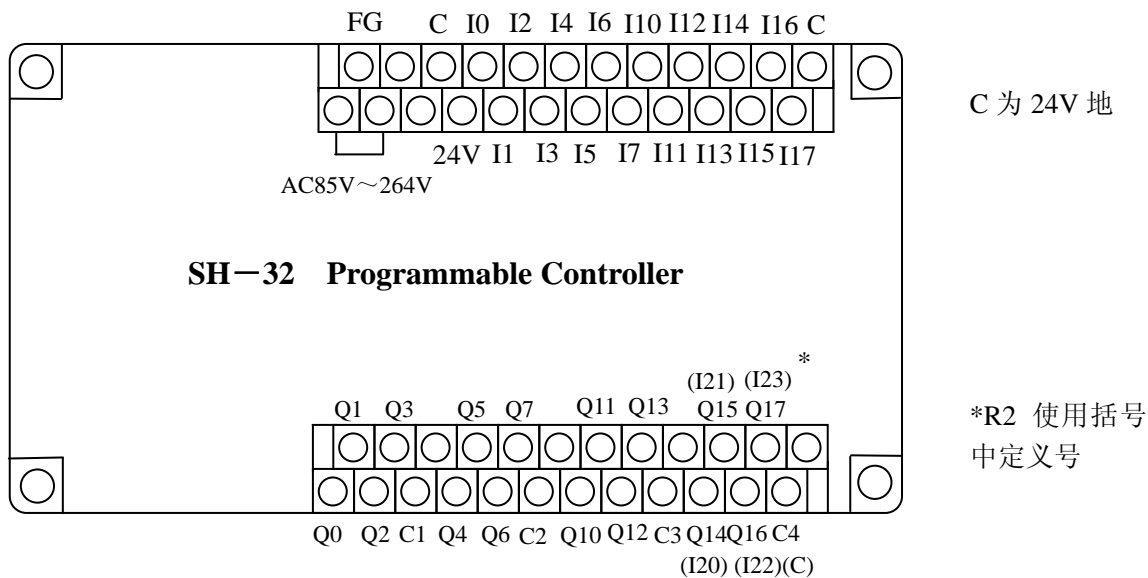 FG C I0 I2 I4 I6 I10 I12 I14 I16 C
C 为 24V 地
24V I1 I3 I5 I7 I11 I13 I15 I17
AC85V～264V
SH－32 Programmable Controller
*
(I21) (I23)
Q1 Q3 Q5 Q7 Q11 Q13 Q15 Q17
*R2 使用括号
中定义号
Q0 Q2 C1 Q4 Q6 C2 Q10 Q12 C3 Q14 Q16 C4
(I20) (I22)(C)